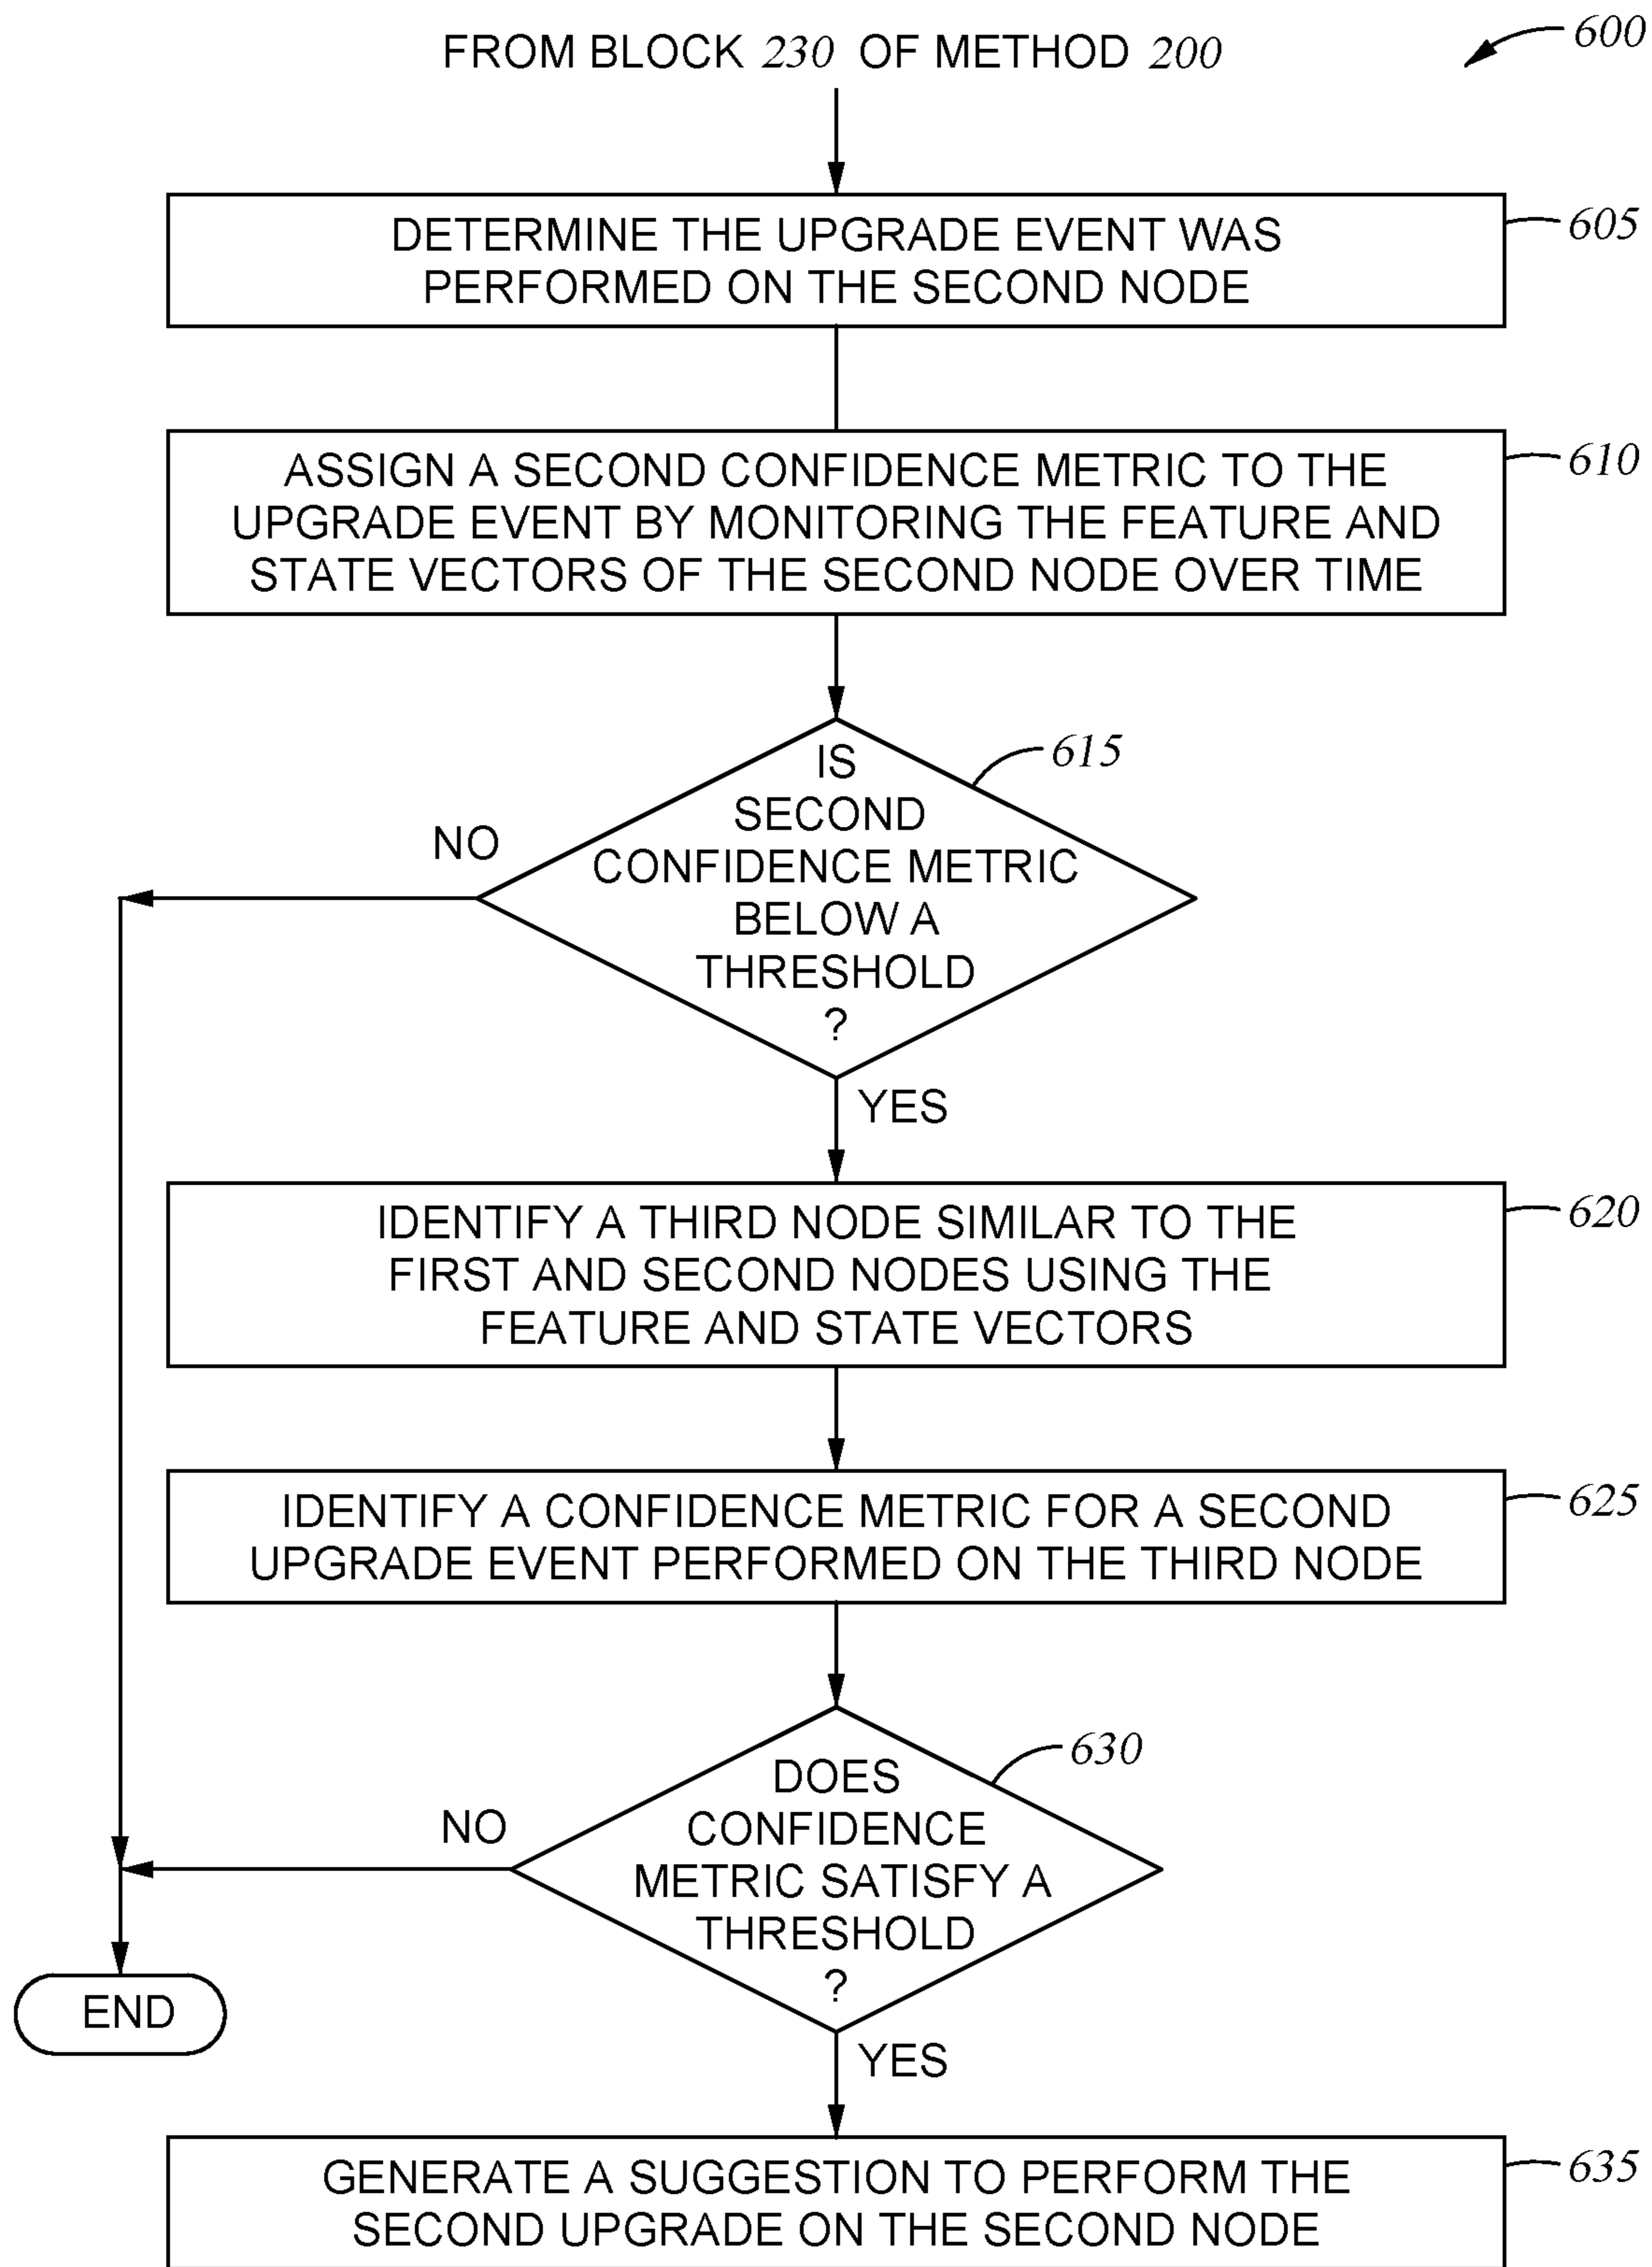 FROM BLOCK 230 OF METHOD 200
600
DETERMINE THE UPGRADE EVENT WAS
PERFORMED ON THE SECOND NODE
605
ASSIGN A SECOND CONFIDENCE METRIC TO THE
UPGRADE EVENT BY MONITORING THE FEATURE AND
STATE VECTORS OF THE SECOND NODE OVER TIME
610
IS
SECOND
CONFIDENCE METRIC
BELOW A
THRESHOLD
?
615
NO
YES
IDENTIFY A THIRD NODE SIMILAR TO THE
FIRST AND SECOND NODES USING THE
FEATURE AND STATE VECTORS
620
IDENTIFY A CONFIDENCE METRIC FOR A SECOND
UPGRADE EVENT PERFORMED ON THE THIRD NODE
625
DOES
CONFIDENCE
METRIC SATISFY A
THRESHOLD
?
630
NO
END
YES
GENERATE A SUGGESTION TO PERFORM THE
SECOND UPGRADE ON THE SECOND NODE
635